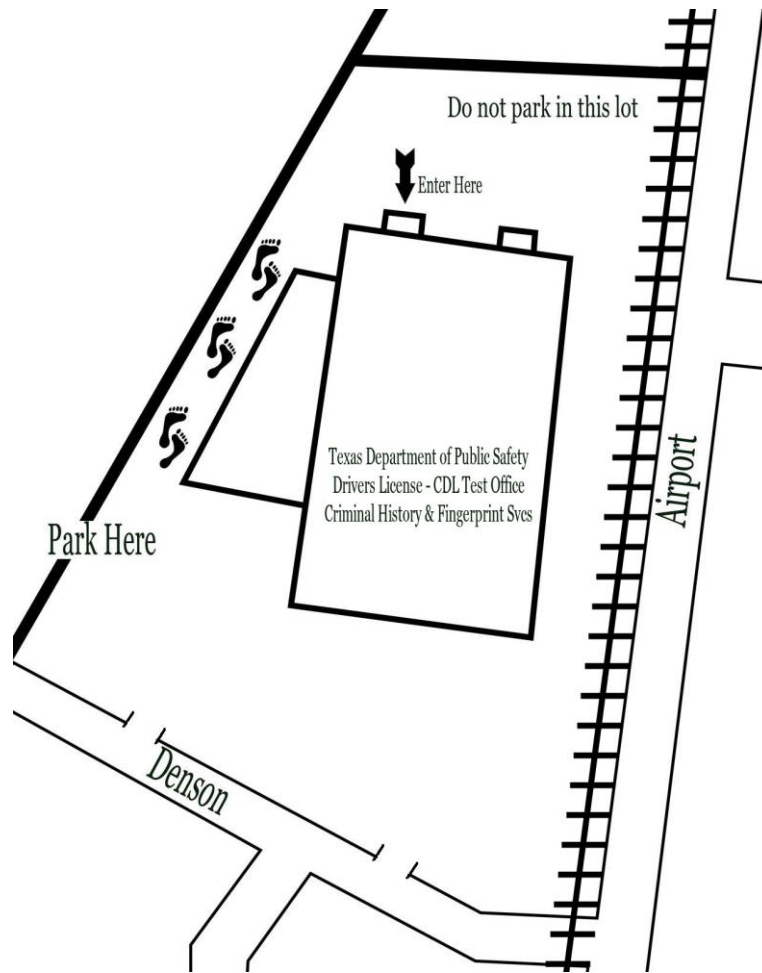 Do not park in this lot
Enter Here
Texas Department of Public Safety
Drivers License - CDL Test Office
Criminal History & Fingerprint Svcs
Airport
Park Here
Denson